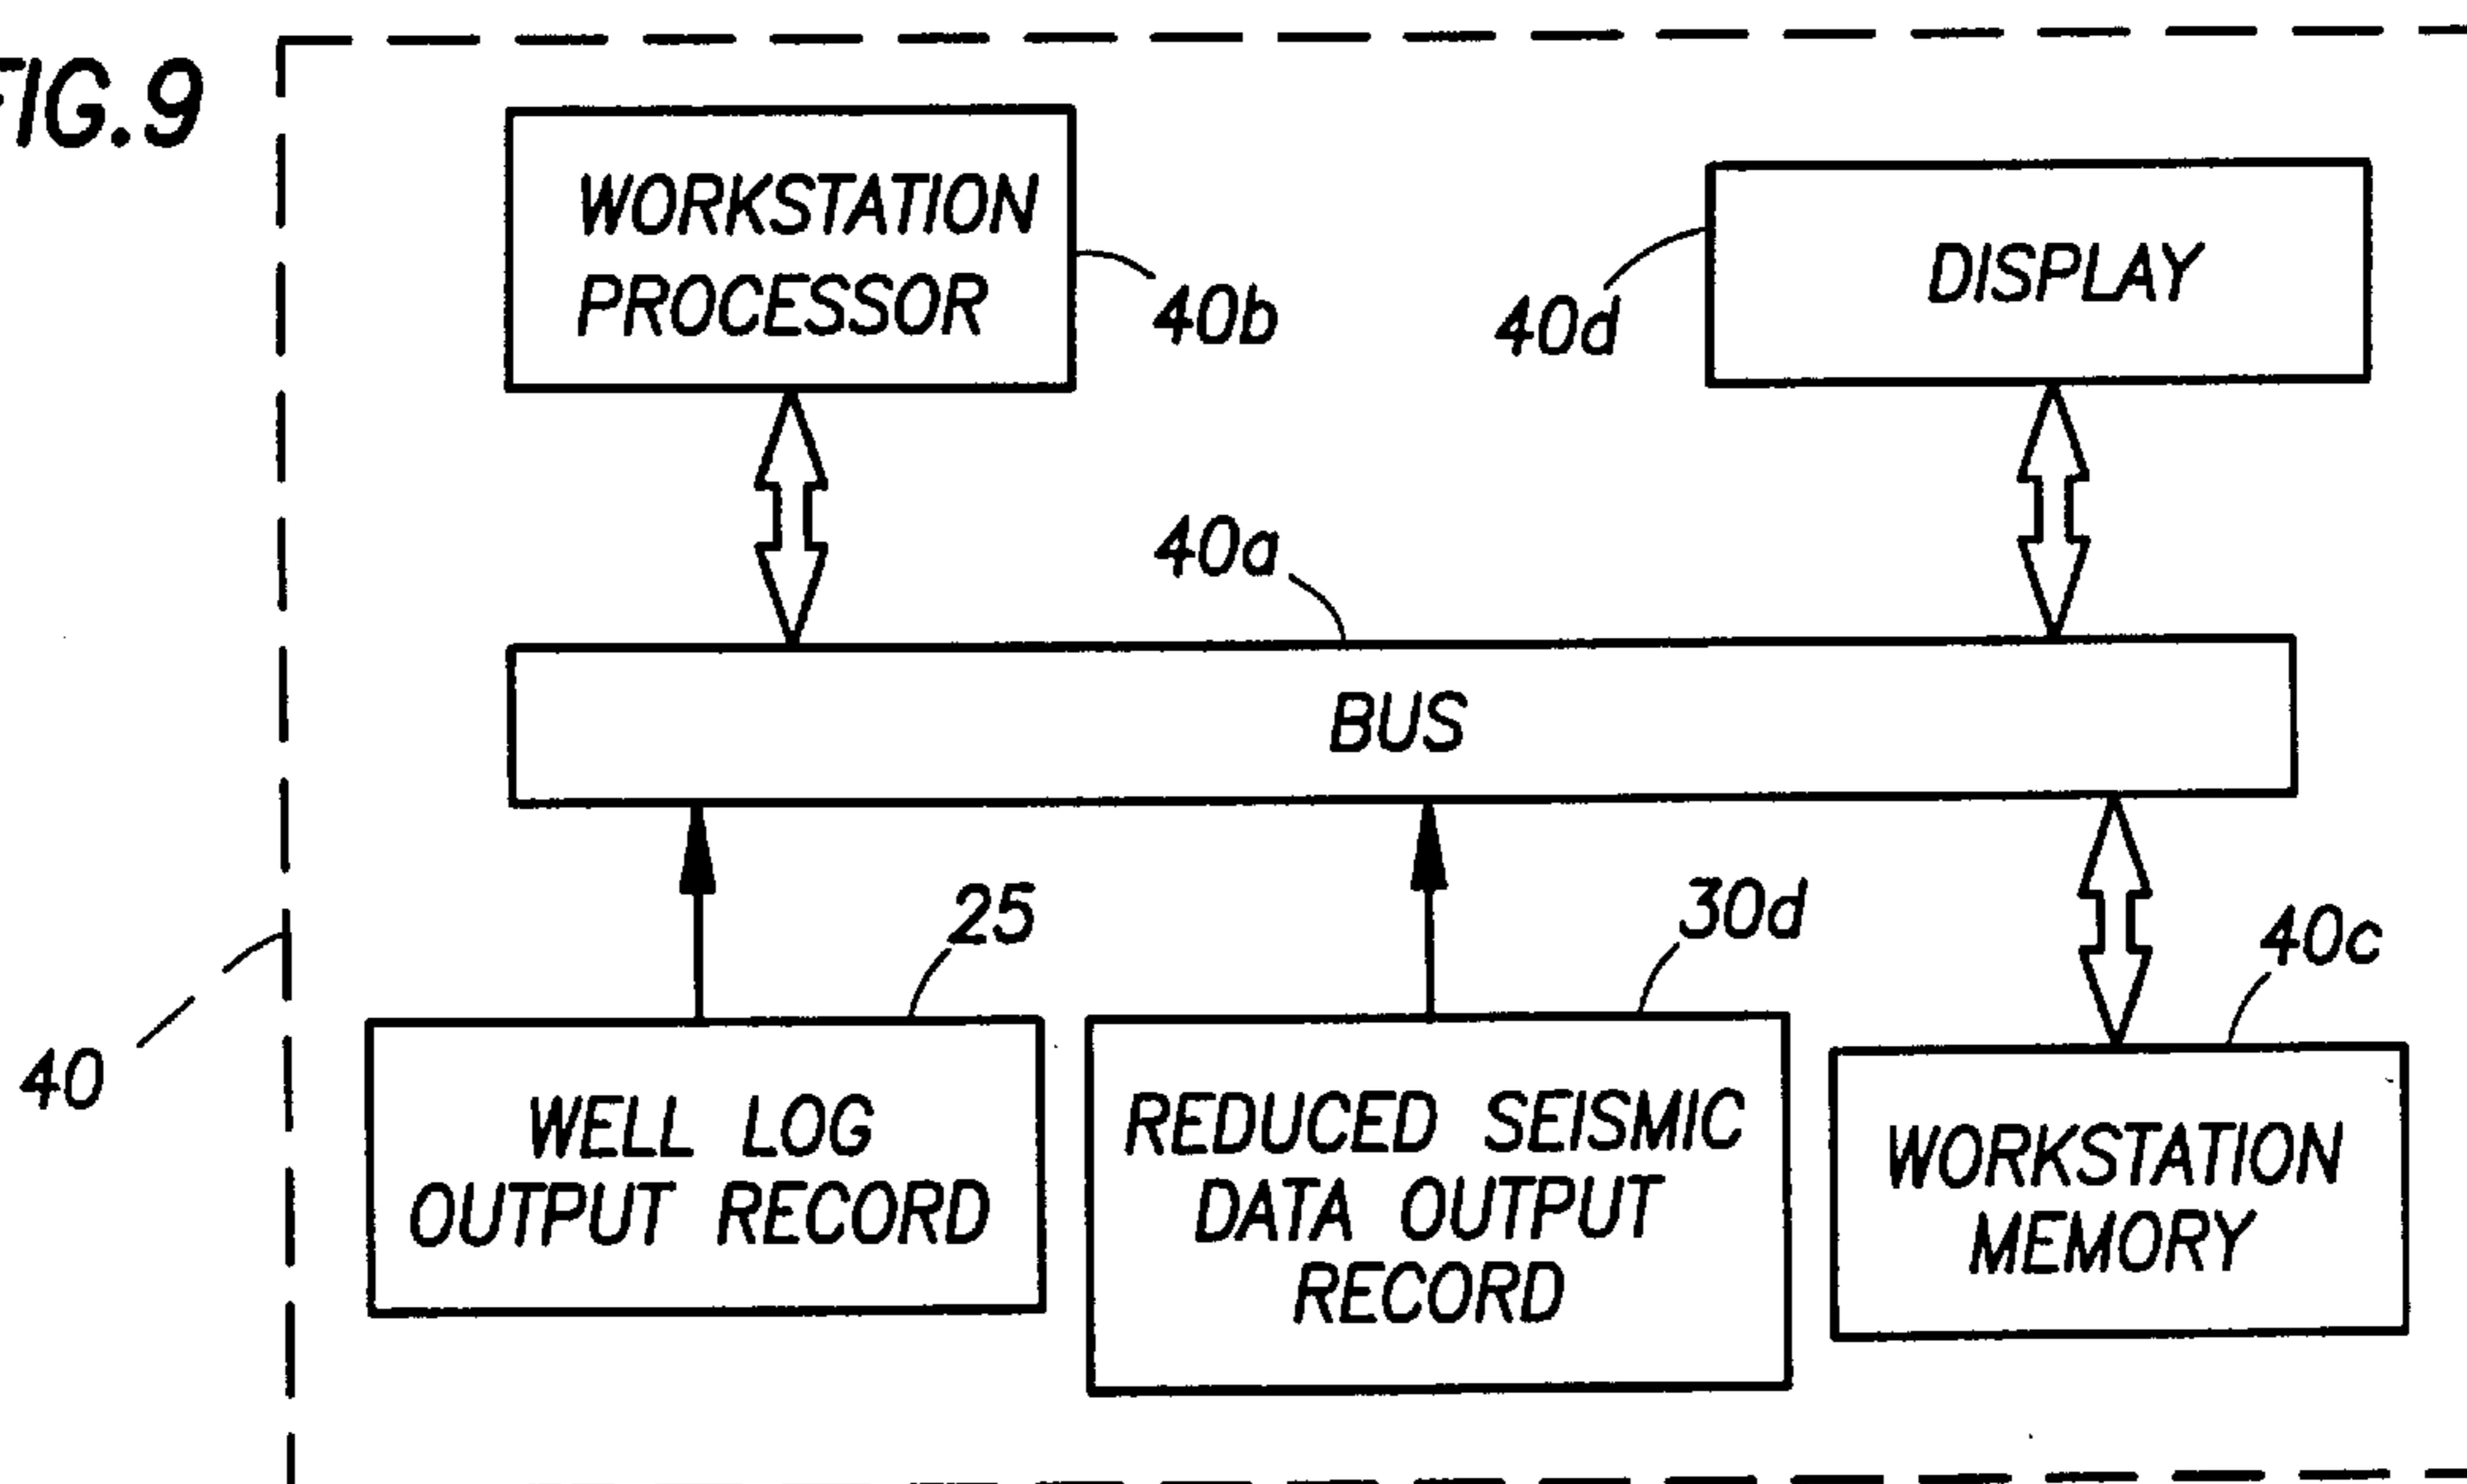 FIG.9
WORKSTATION
PROCESSOR
40b
40d
DISPLAY
40a
BUS
25
30d
40c
40
WELL LOG
OUTPUT RECORD
REDUCED SEISMIC
DATA OUTPUT
RECORD
WORKSTATION
MEMORY